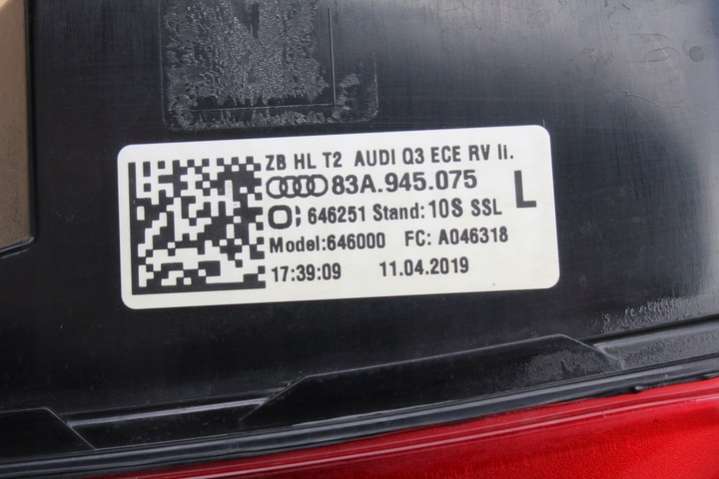 ZB HL T2 AUDI Q3 ECE RV li.
83A.945.075
L
646251 Stand: 10S SSL
Model:646000 FC: A046318
17:39:09 11.04.2019